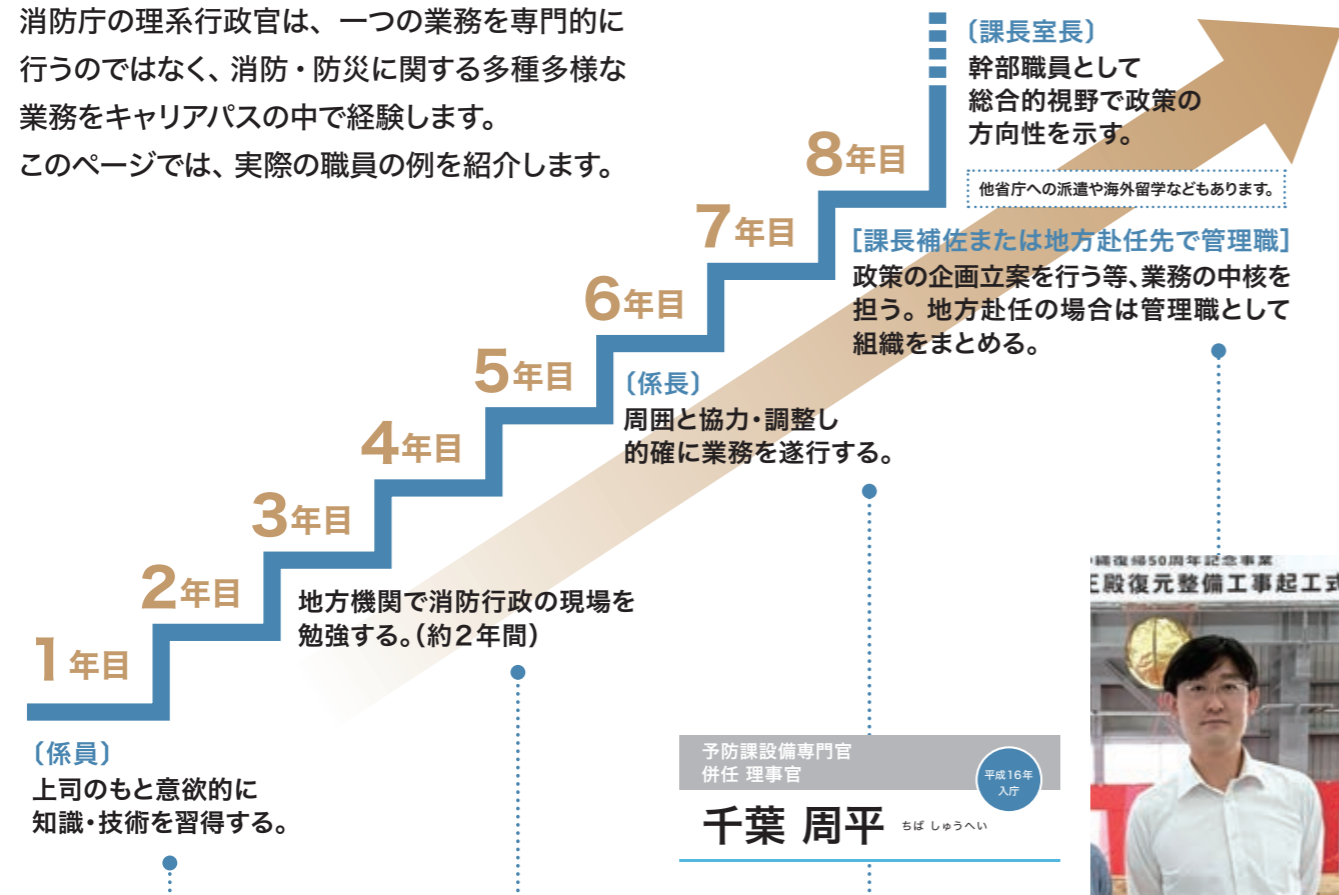 消防庁の理系行政官は、一つの業務を専門的に
行うのではなく、消防・防災に関する多種多様な
業務をキャリアパスの中で経験します。
このページでは、実際の職員の例を紹介します。
〔課長室長〕
幹部職員として
総合的視野で政策の
方向性を示す。
他省庁への派遣や海外留学などもあります。
8年目
7年目
[課長補佐または地方赴任先で管理職]
政策の企画立案を行う等、業務の中核を
担う。地方赴任の場合は管理職として
組織をまとめる。
6年目
5年目
〔係長〕
周囲と協力・調整し
的確に業務を遂行する。
4年目
3年目
地方機関で消防行政の現場を
勉強する。(約2年間)
2年目
1年目
〔係員〕
上司のもと意欲的に
知識・技術を習得する。
予防課設備専門官
併任 理事官
平成16年
入庁
千葉 周平 ちば しゅうへい
縄復帰50周年記念事業
殿復元整備工事起工式